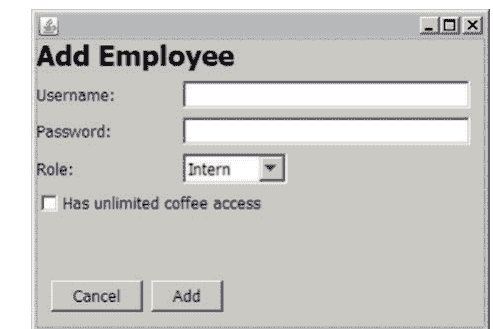 Add Employee
Username:
Password:
Role: Intern
Has unlimited coffee access
Cancel Add